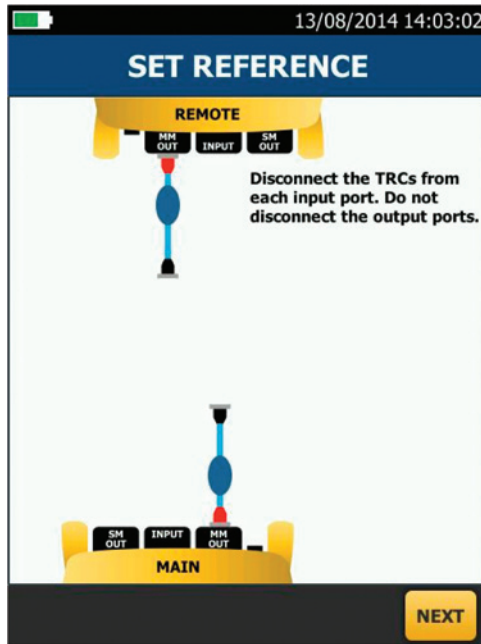 13/08/2014 14:03:02
SET REFERENCE
REMOTE
MM OUT
INPUT
SM OUT
Disconnect the TRCs from
each input port. Do not
disconnect the output ports.
SM OUT
INPUT
MM OUT
MAIN
NEXT